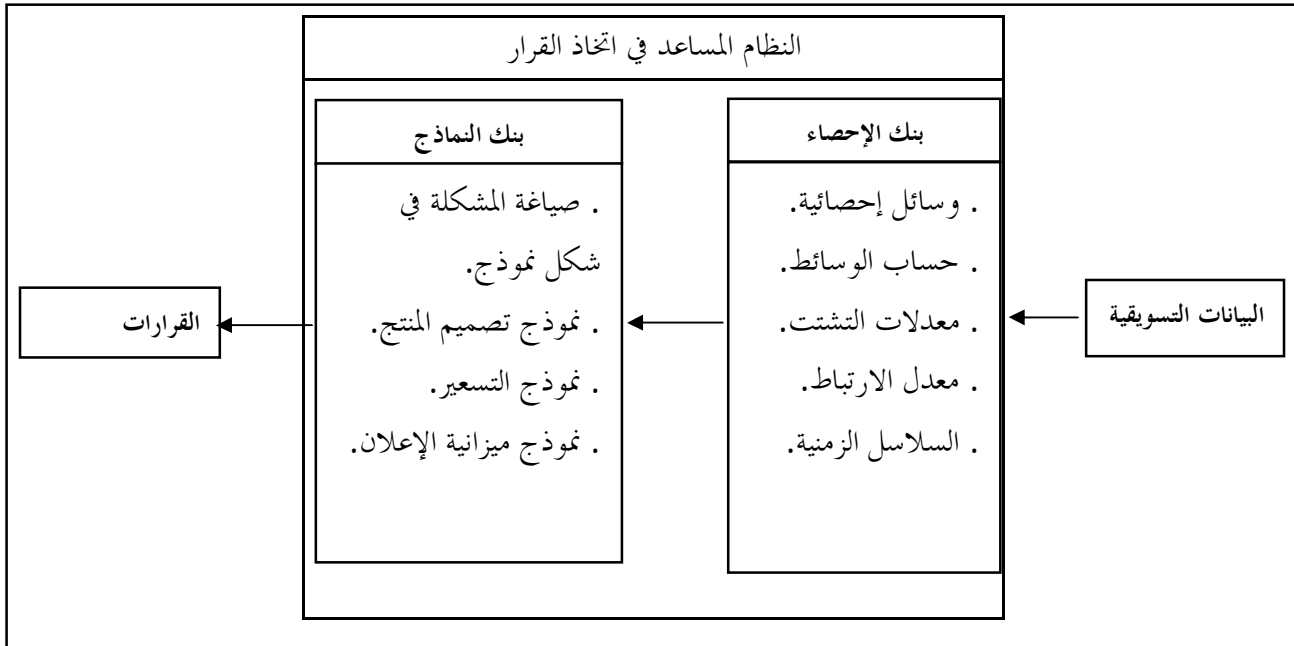 النظام المساعد في اتخاذ القرار
البيانات التسويقية
بنك الإحصاء
. وسائل إحصائية.
. حساب الوسائط.
. معدلات التشتت.
. معدل الارتباط.
. السلاسل الزمنية.
بنك النماذج
. صياغة المشكلة في
شكل نموذج.
. نموذج تصميم المنتج.
. نموذج التسعير.
. نموذج ميزانية الإعلان.
القرارات